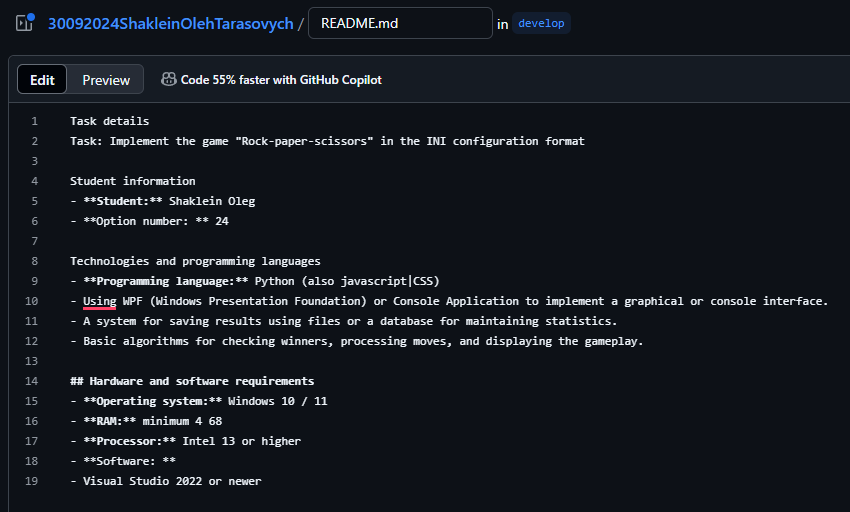 30092024ShakleinOlehTarasovych / README.md in develop
Edit Preview Code 55% faster with GitHub Copilot
1 Task details
2 Task: Implement the game "Rock-paper-scissors" in the INI configuration format
3
4 Student information
5 - **Student:** Shaklein Oleg
6 - **Option number: ** 24
7
8 Technologies and programming languages
9 - **Programming language:** Python (also javascript|CSS)
10 - Using WPF (Windows Presentation Foundation) or Console Application to implement a graphical or console interface.
11 - A system for saving results using files or a database for maintaining statistics.
12 - Basic algorithms for checking winners, processing moves, and displaying the gameplay.
13
14 ## Hardware and software requirements
15 - **Operating system:** Windows 10 / 11
16 - **RAM:** minimum 4 68
17 - **Processor:** Intel 13 or higher
18 - **Software: **
19 - Visual Studio 2022 or newer